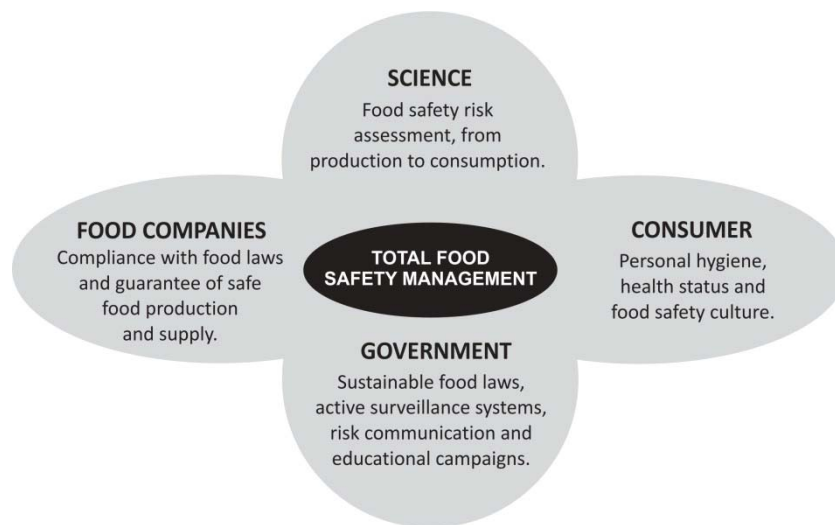 SCIENCE
Food safety risk
assessment, from
production to consumption.
FOOD COMPANIES
Compliance with food laws
and guarantee of safe
food production
and supply.
TOTAL FOOD
SAFETY MANAGEMENT
CONSUMER
Personal hygiene,
health status and
food safety culture.
GOVERNMENT
Sustainable food laws,
active surveillance systems,
risk communication and
educational campaigns.